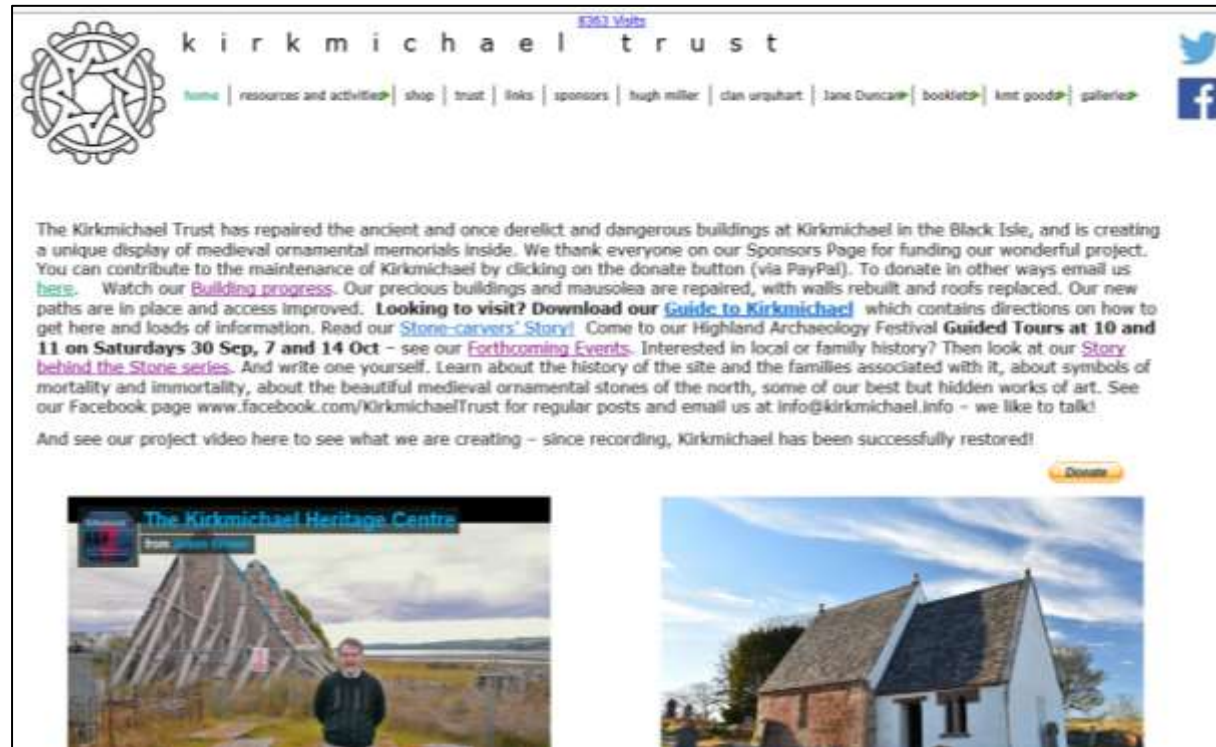 8363 Visits
kirkmichael trust
home | resources and activities | shop | trust | links | sponsors | hugh miller | clan urquhart | Jane Duncan | booklets | kmt goods | galleries
The Kirkmichael Trust has repaired the ancient and once derelict and dangerous buildings at Kirkmichael in the Black Isle, and is creating
a unique display of medieval ornamental memorials inside. We thank everyone on our Sponsors Page for funding our wonderful project.
You can contribute to the maintenance of Kirkmichael by clicking on the donate button (via PayPal). To donate in other ways email us
here. Watch our Building progress. Our precious buildings and mausolea are repaired, with walls rebuilt and roofs replaced. Our new
paths are in place and access improved. Looking to visit? Download our Guide to Kirkmichael which contains directions on how to
get here and loads of information. Read our Stone-carvers' Story! Come to our Highland Archaeology Festival Guided Tours at 10 and
11 on Saturdays 30 Sep, 7 and 14 Oct – see our Forthcoming Events. Interested in local or family history? Then look at our Story
behind the Stone series. And write one yourself. Learn about the history of the site and the families associated with it, about symbols of
mortality and immortality, about the beautiful medieval ornamental stones of the north, some of our best but hidden works of art. See
our Facebook page www.facebook.com/KirkmichaelTrust for regular posts and email us at info@kirkmichael.info – we like to talk!
And see our project video here to see what we are creating – since recording, Kirkmichael has been successfully restored!
Donate
The Kirkmichael Heritage Centre
from